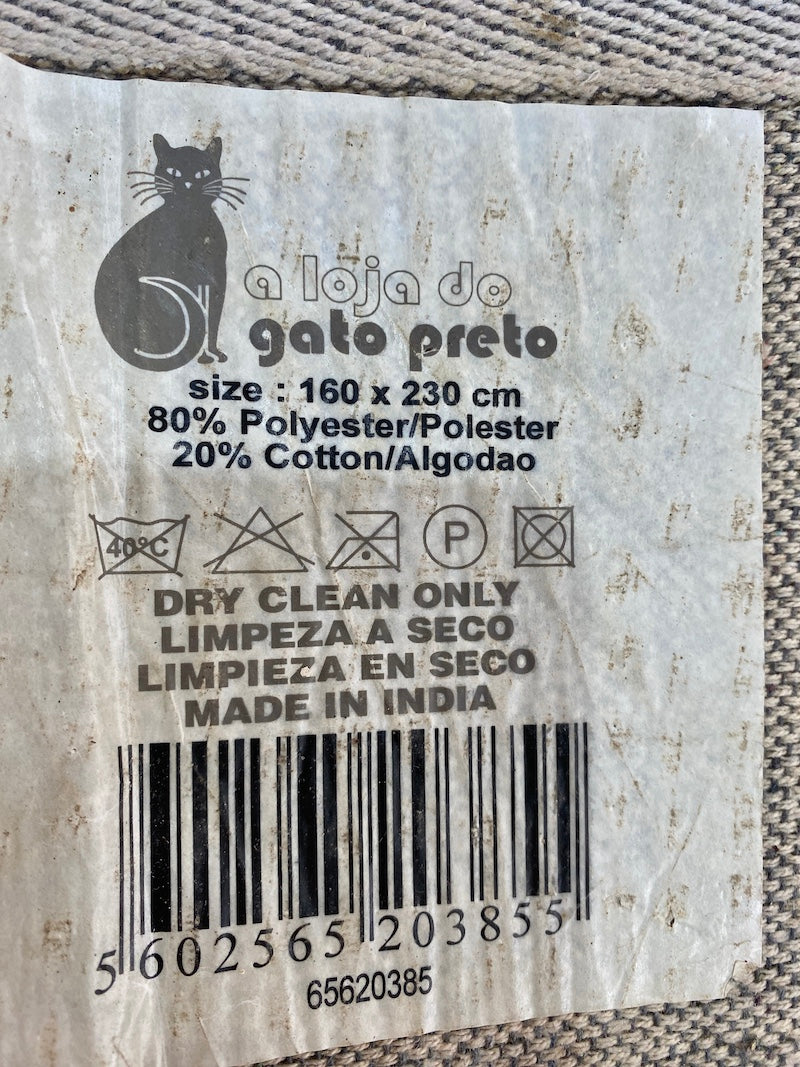 a loja do
gato preto
size : 160 x 230 cm
80% Polyester/Polester
20% Cotton/Algodao
40°C P
DRY CLEAN ONLY
LIMPEZA A SECO
LIMPIEZA EN SECO
MADE IN INDIA
5 602565 203855
65620385